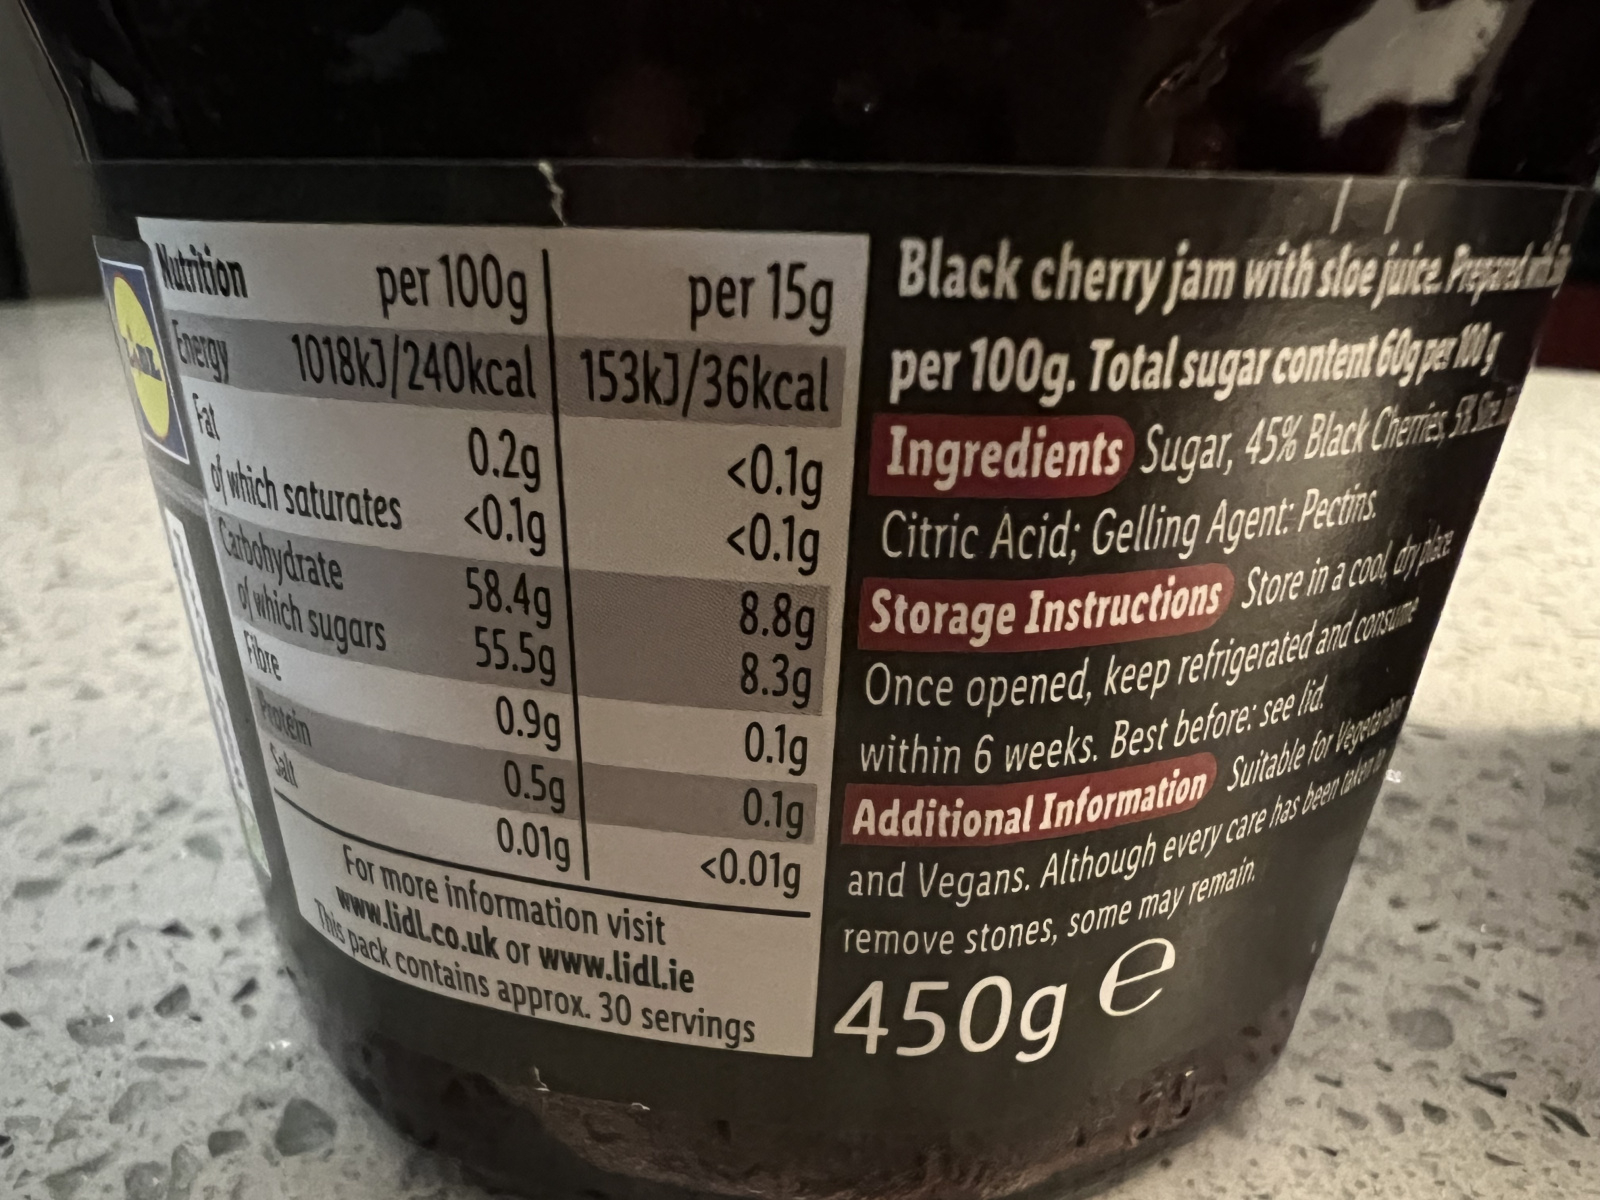 LIDL
Nutrition per 100g per 15g
Energy 1018kJ/240kcal 153kJ/36kcal
Fat 0.2g <0.1g
of which saturates <0.1g <0.1g
Carbohydrate 58.4g 8.8g
of which sugars 55.5g 8.3g
Fibre 0.9g 0.1g
Protein 0.5g 0.1g
Salt 0.01g <0.01g
For more information visit
www.lidl.co.uk or www.lidl.ie
This pack contains approx. 30 servings
Black cherry jam with sloe juice. Prepared with
per 100g. Total sugar content 60g per 100 g
Ingredients Sugar, 45% Black Cherries, 5%
Citric Acid; Gelling Agent: Pectins.
Storage Instructions Store in a cool, dry place.
Once opened, keep refrigerated and consume
within 6 weeks. Best before: see lid.
Additional Information Suitable for Vegetarians
and Vegans. Although every care has been taken to
remove stones, some may remain.
450g e